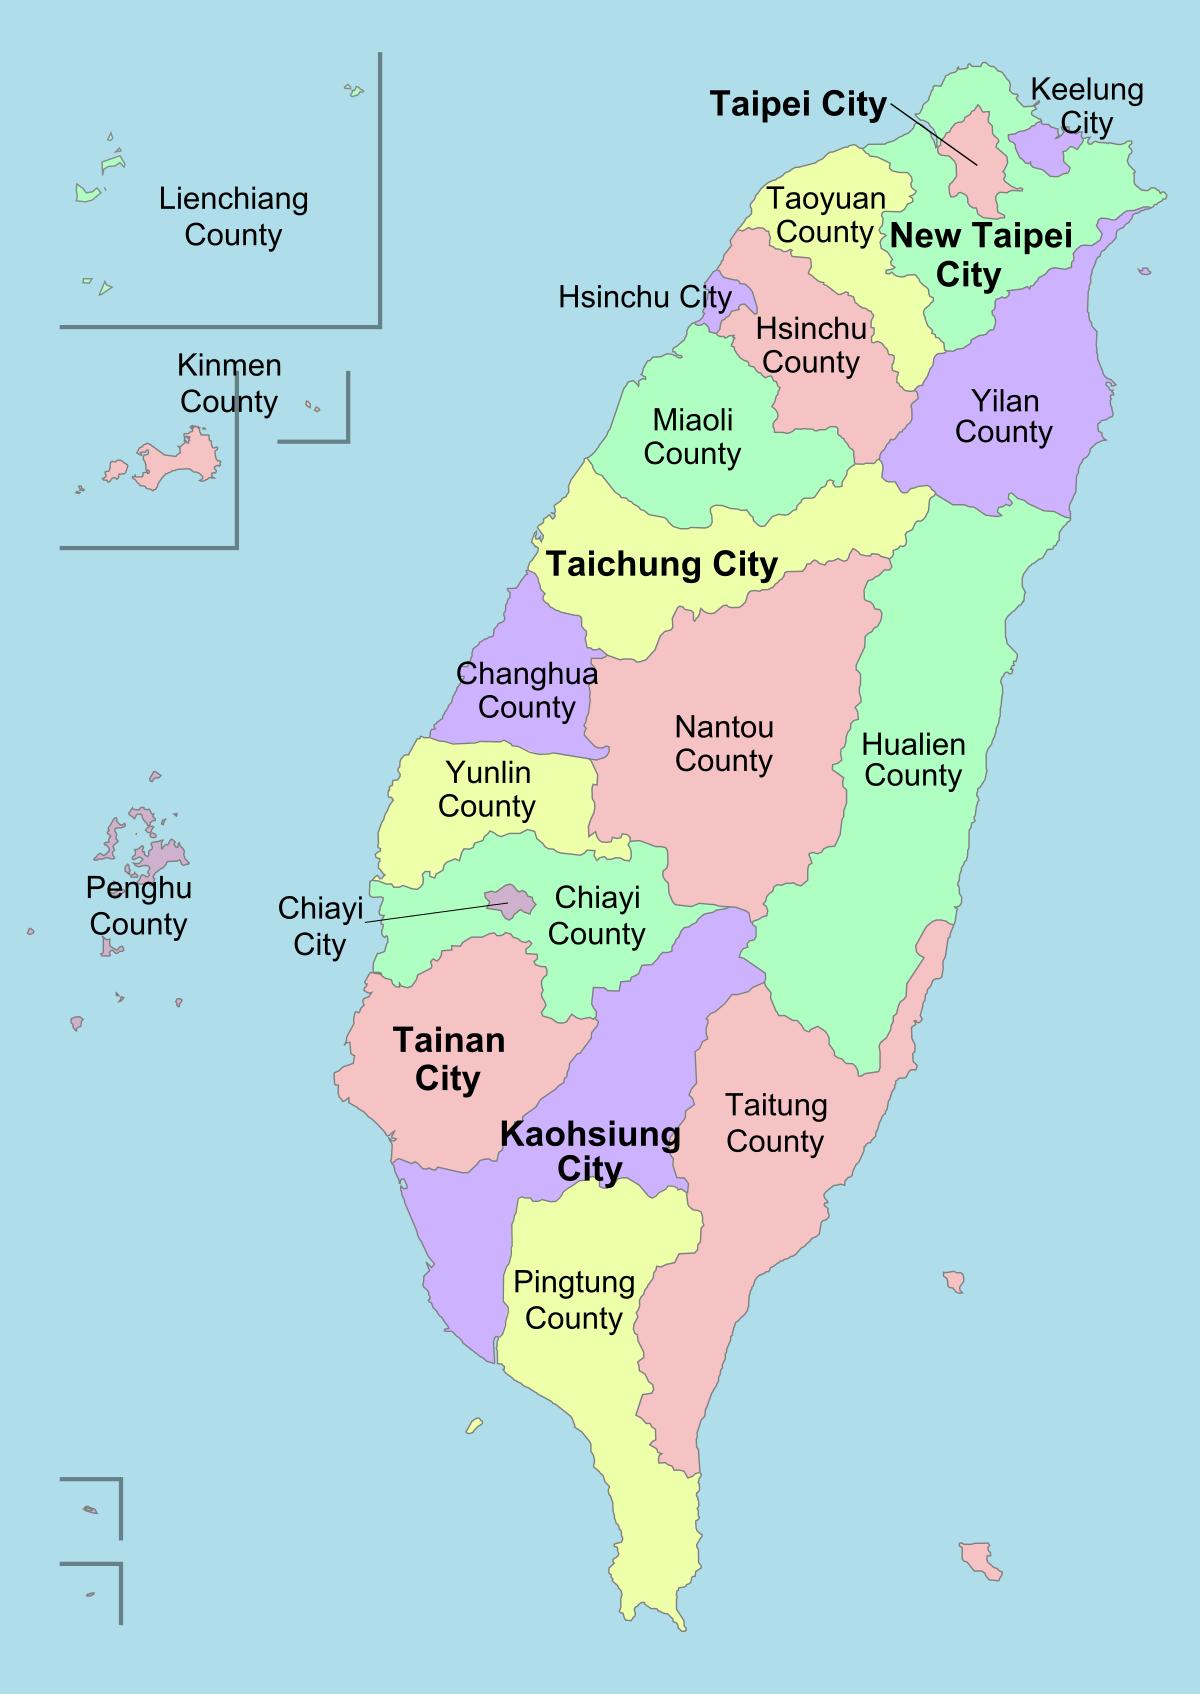 Taipei City
Keelung
City
Lienchiang
County
Taoyuan
County
New Taipei
City
Hsinchu City
Hsinchu
County
Kinmen
County
Yilan
County
Miaoli
County
Taichung City
Changhua
County
Nantou
County
Hualien
County
Yunlin
County
Penghu
County
Chiayi
City
Chiayi
County
Tainan
City
Taitung
County
Kaohsiung
City
Pingtung
County